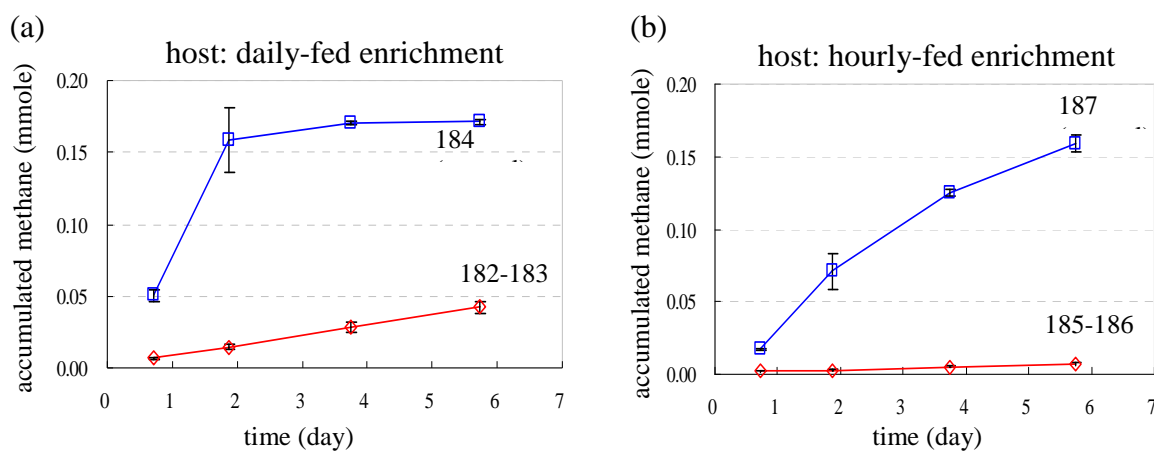 (a)
host: daily-fed enrichment
accumulated methane (mmole)
0.20
0.15
0.10
0.05
0.00
184
182-183
0 1 2 3 4 5 6 7
time (day)
(b)
host: hourly-fed enrichment
accumulated methane (mmole)
0.20
0.15
0.10
0.05
0.00
187
185-186
0 1 2 3 4 5 6 7
time (day)